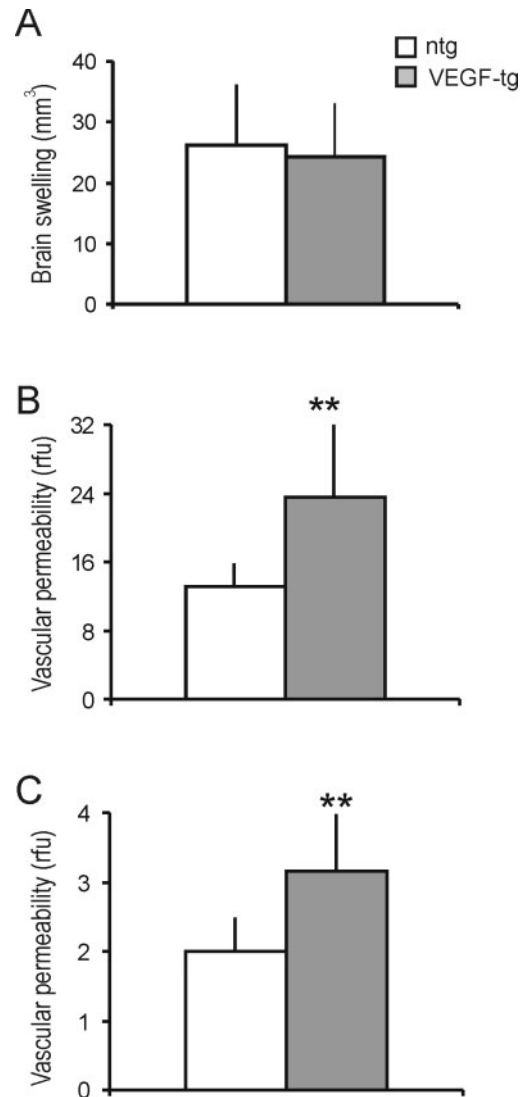 A
ntg
VEGF-tg
Brain swelling (mm³)
40
30
20
10
0
B
**
Vascular permeability (rfu)
32
24
16
8
0
C
**
Vascular permeability (rfu)
4
3
2
1
0